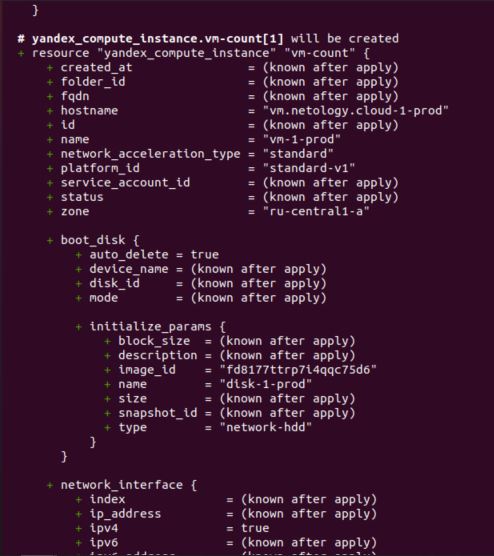 }
# yandex_compute_instance.vm-count[1] will be created
+ resource "yandex_compute_instance" "vm-count" {
+ created_at = (known after apply)
+ folder_id = (known after apply)
+ fqdn = (known after apply)
+ hostname = "vm.netology.cloud-1-prod"
+ id = (known after apply)
+ name = "vm-1-prod"
+ network_acceleration_type = "standard"
+ platform_id = "standard-v1"
+ service_account_id = (known after apply)
+ status = (known after apply)
+ zone = "ru-central1-a"
+ boot_disk {
+ auto_delete = true
+ device_name = (known after apply)
+ disk_id = (known after apply)
+ mode = (known after apply)
+ initialize_params {
+ block_size = (known after apply)
+ description = (known after apply)
+ image_id = "fd8177ttrp7i4qqc75d6"
+ name = "disk-1-prod"
+ size = (known after apply)
+ snapshot_id = (known after apply)
+ type = "network-hdd"
}
}
+ network_interface {
+ index = (known after apply)
+ ip_address = (known after apply)
+ ipv4 = true
+ ipv6 = (known after apply)